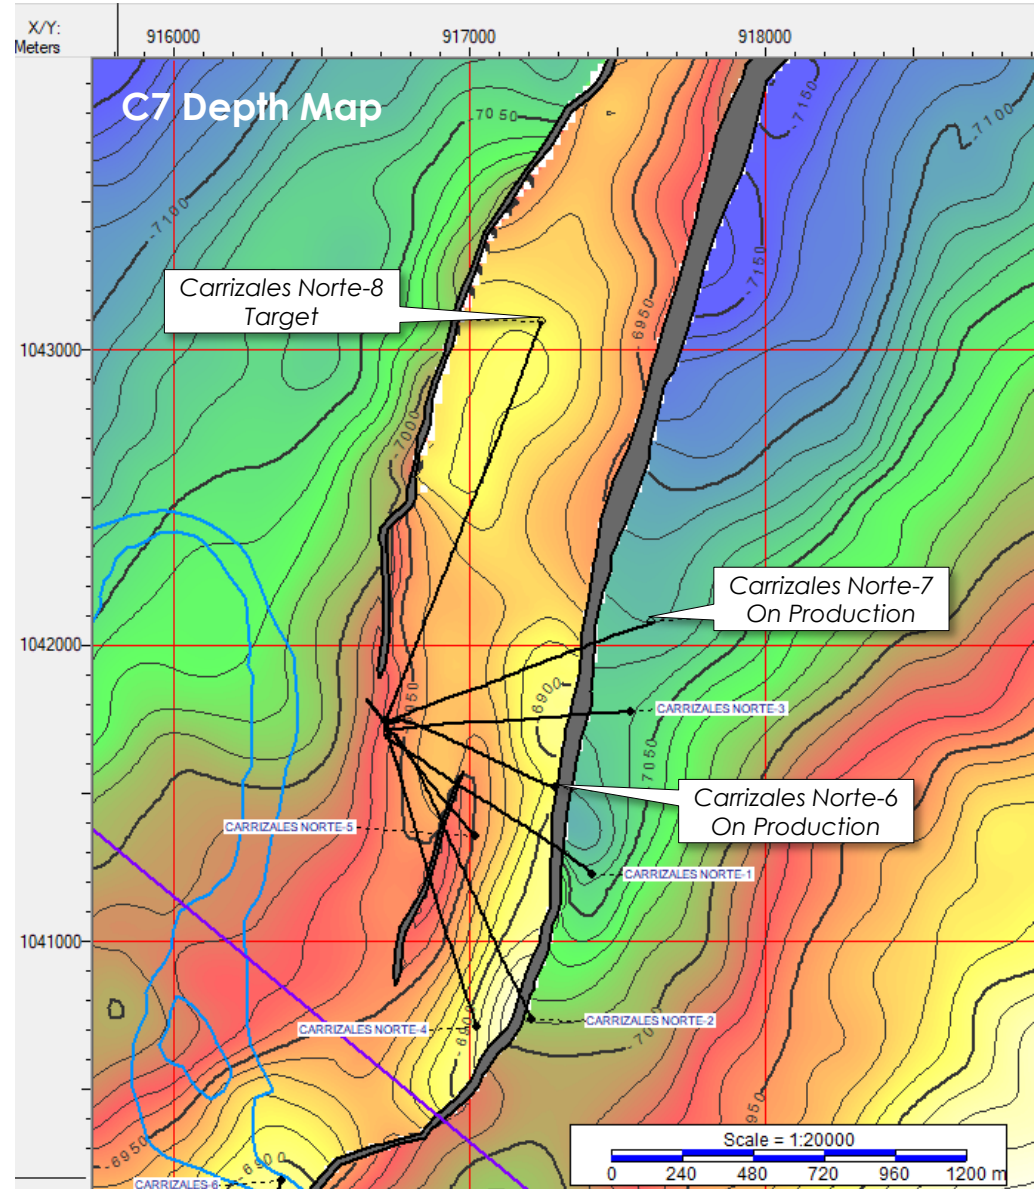 X/Y:
Meters
916000
917000
918000
C7 Depth Map
-7050
-7150
-7100
-7100
-7150
Carrizales Norte-8
Target
-6950
1043000
-7000
Carrizales Norte-7
On Production
1042000
6900
CARRIZALES NORTE-3
7050
Carrizales Norte-6
On Production
CARRIZALES NORTE-5
CARRIZALES NORTE-1
1041000
CARRIZALES NORTE-4
CARRIZALES NORTE-2
-6950
6900
CARRIZALES-6
Scale = 1:20000
0 240 480 720 960 1200 m